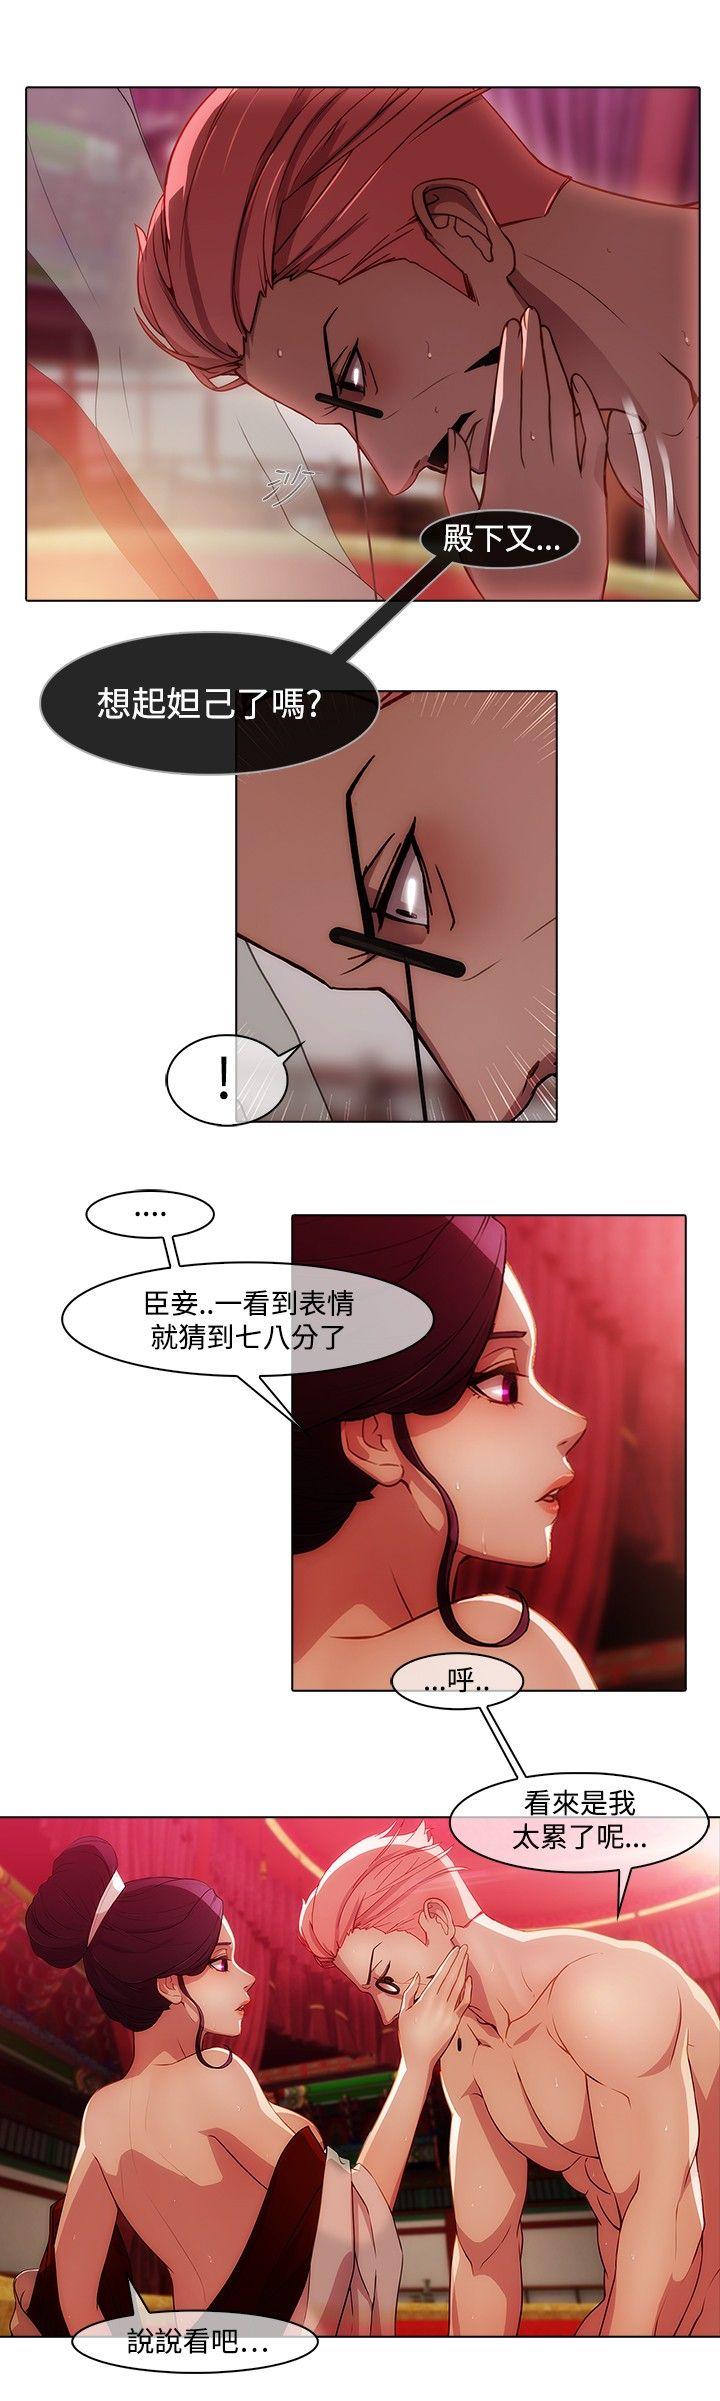 沙
殿下又...
想起妲己了嗎?
!
....
臣妾..一看到表情
就猜到七八分了
...呼..
看來是我
太累了呢...
說說看吧...